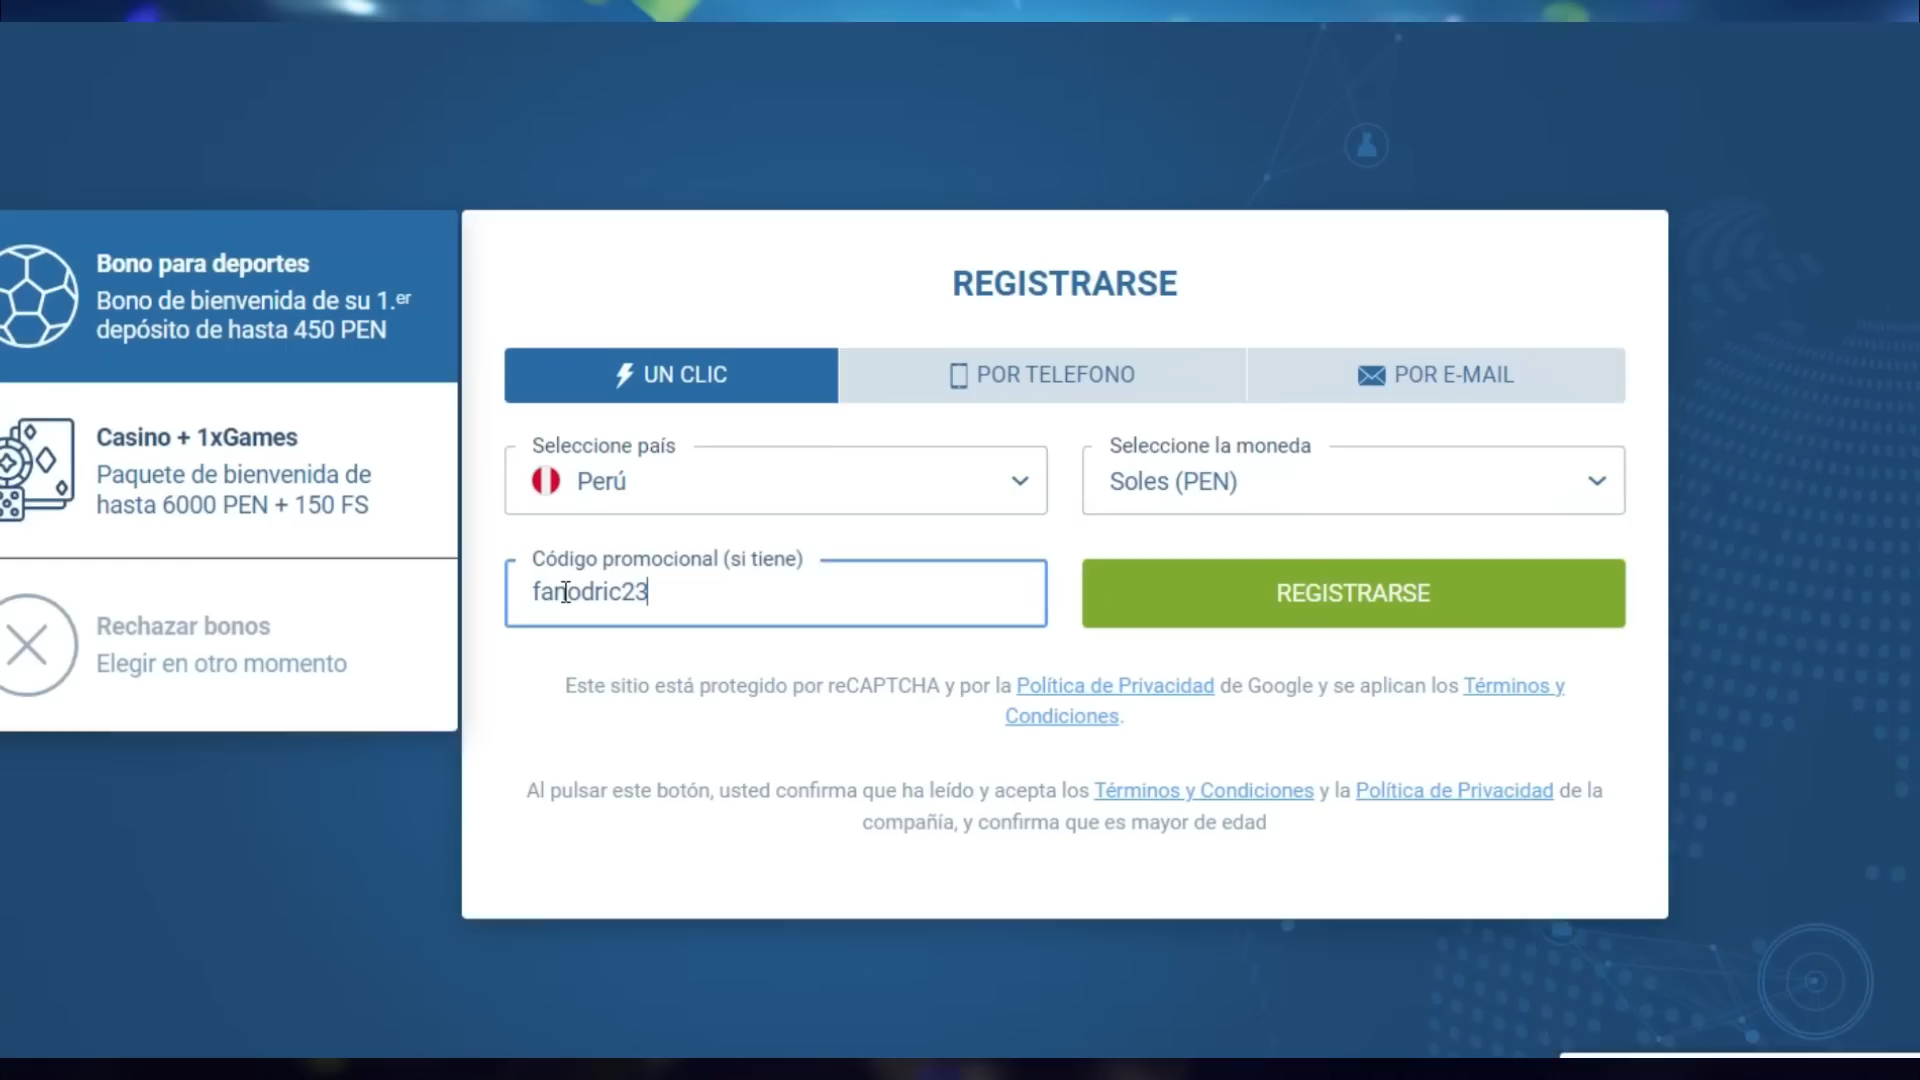 Bono para deportes
Bono de bienvenida de su 1.er
depósito de hasta 450 PEN
Casino + 1xGames
Paquete de bienvenida de
hasta 6000 PEN + 150 FS
Rechazar bonos
Elegir en otro momento
REGISTRARSE
UN CLIC
POR TELEFONO
POR E-MAIL
Seleccione país
Perú
Seleccione la moneda
Soles (PEN)
Código promocional (si tiene)
REGISTRARSE
Este sitio está protegido por reCAPTCHA y por la Política de Privacidad de Google y se aplican los Términos y
Condiciones.
Al pulsar este botón, usted confirma que ha leído y acepta los Términos y Condiciones y la Política de Privacidad de la
compañía, y confirma que es mayor de edad